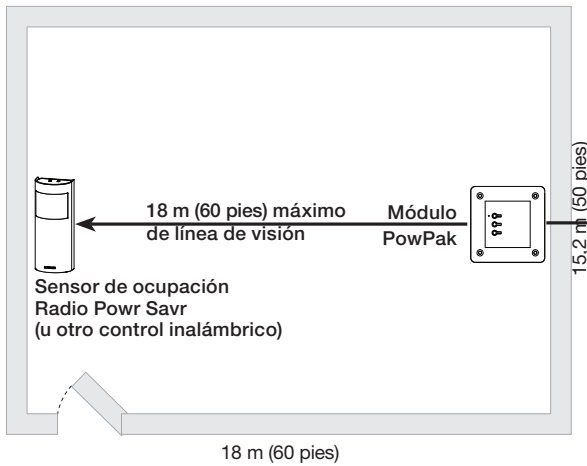 18 m (60 pies) máximo
de línea de visión
Módulo
PowPak
15,2 m (50 pies)
Sensor de ocupación
Radio Powr Savr
(u otro control inalámbrico)
18 m (60 pies)